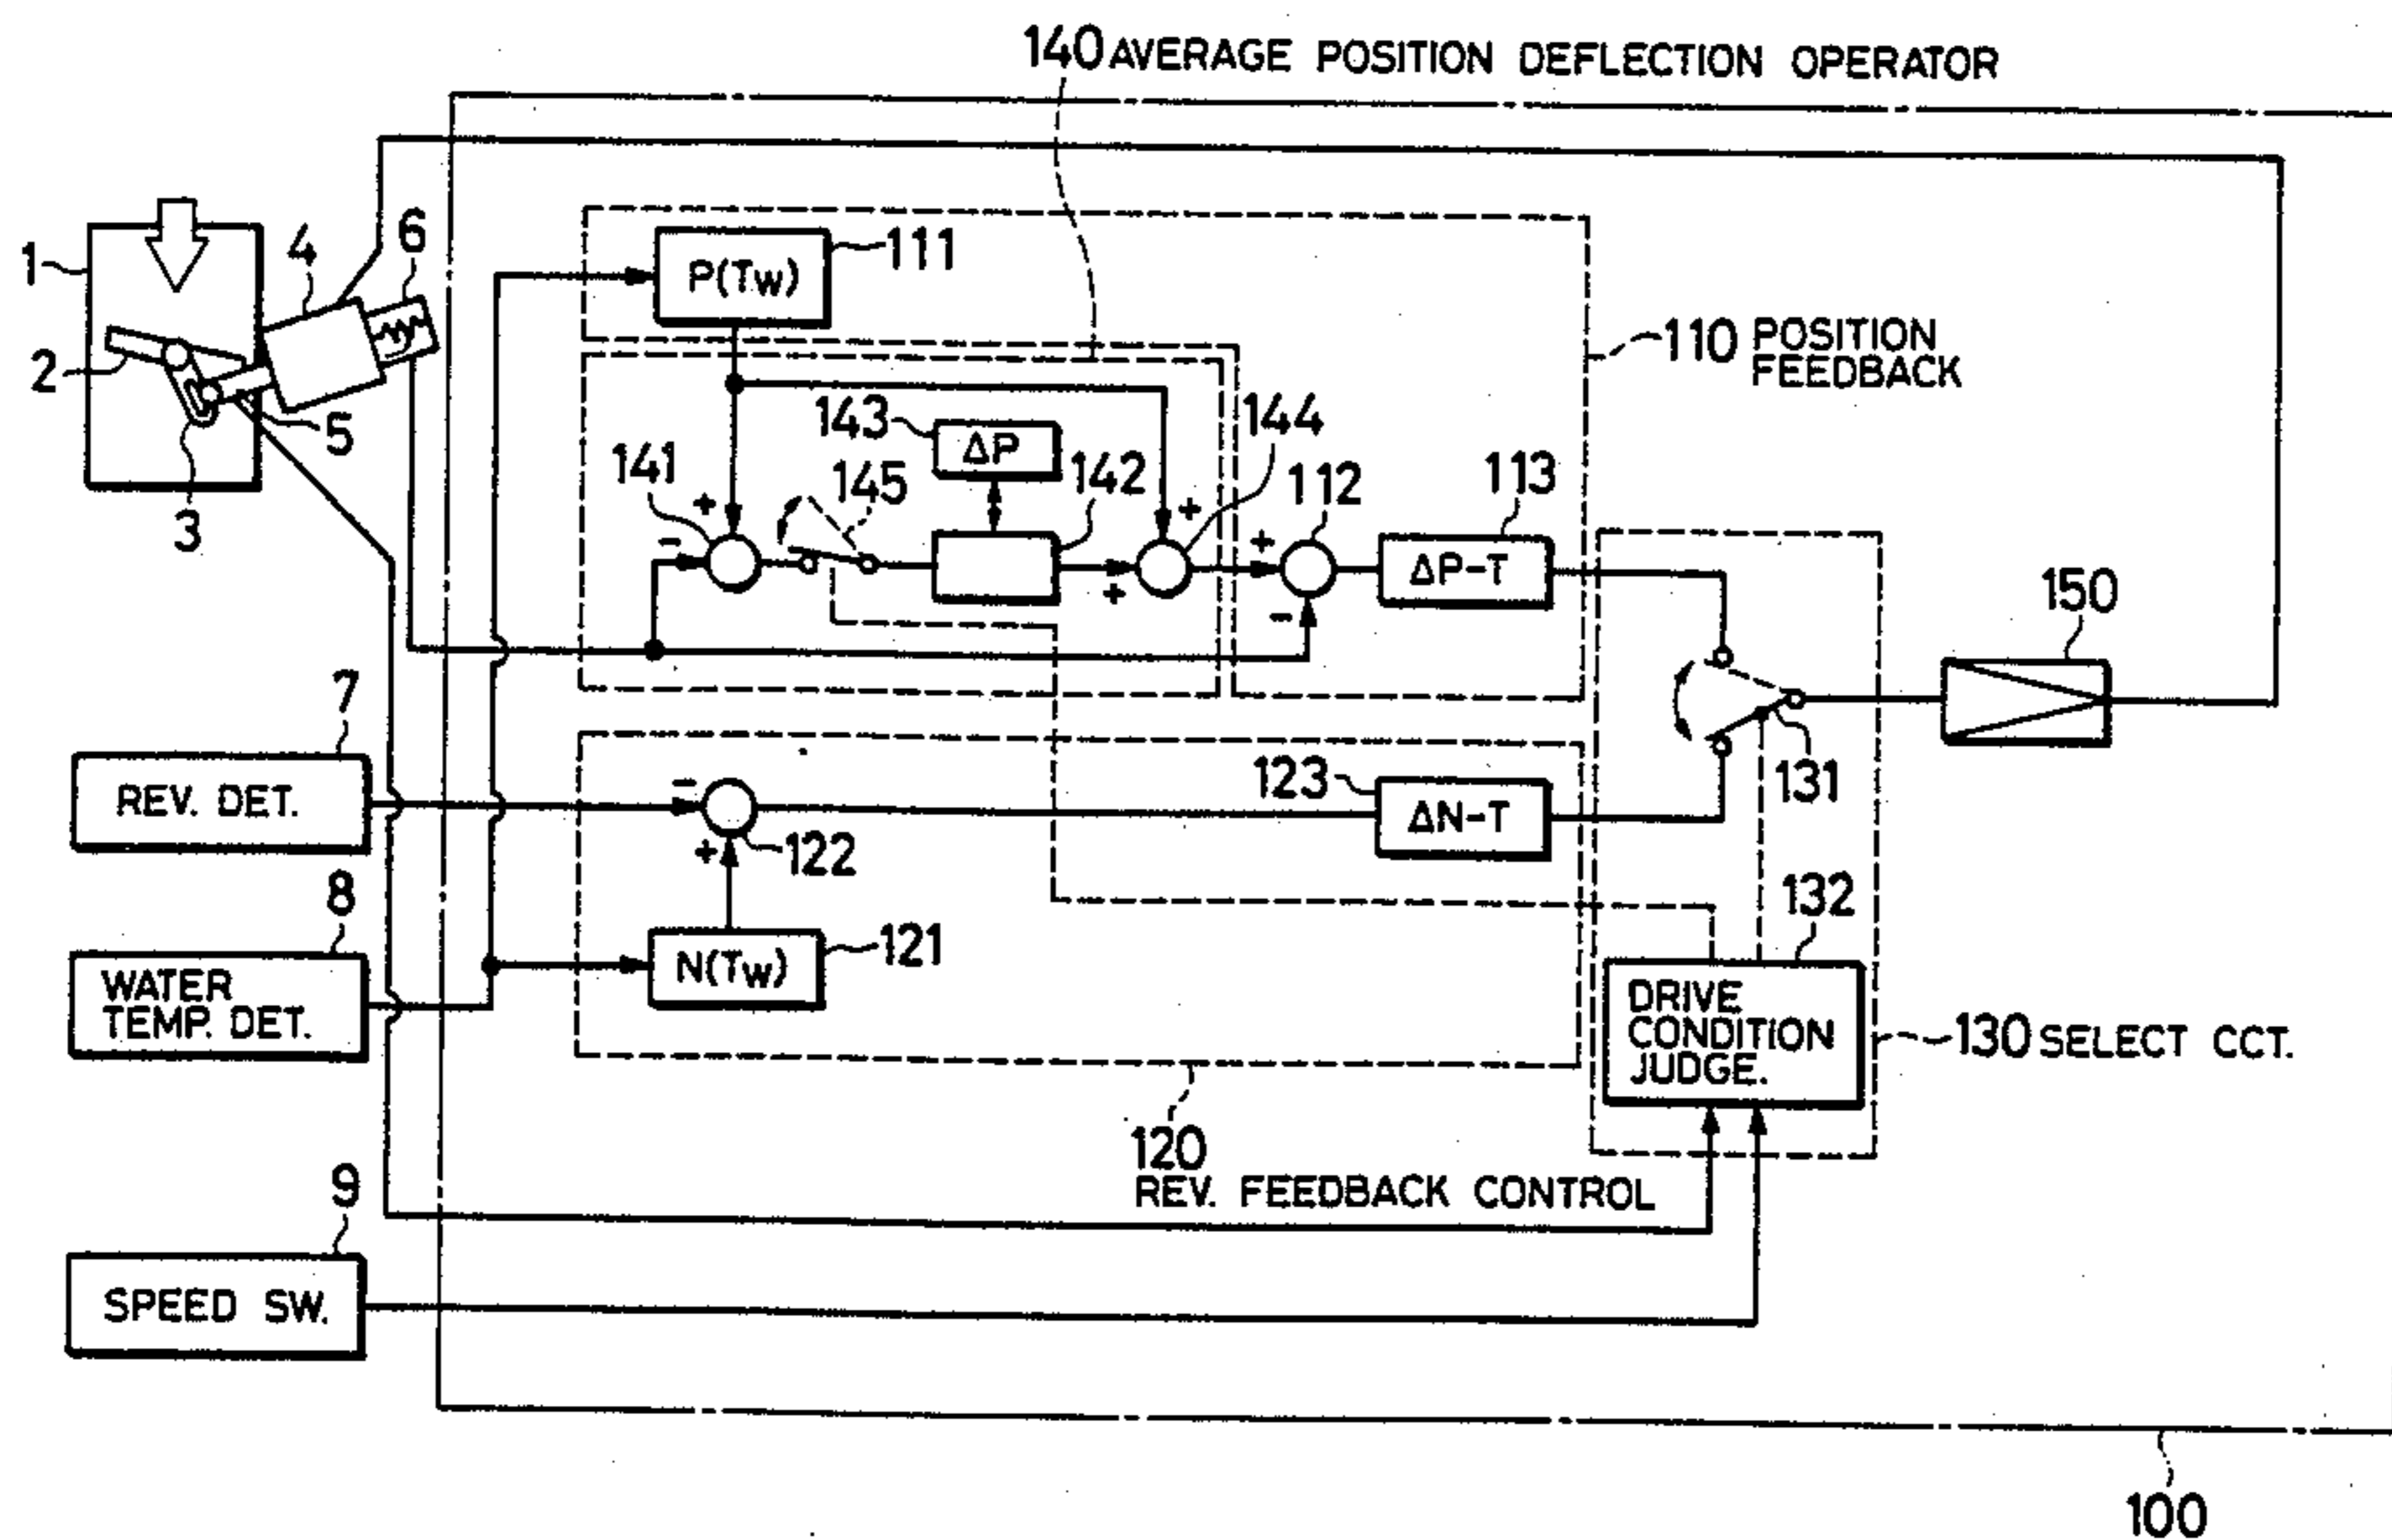 140 AVERAGE POSITION DEFLECTION OPERATOR
1
4
6
2
5
3
P(Tw)
111
110 POSITION
FEEDBACK
143
ΔP
144
141
+
-
145
142
+
+
112
+
-
113
ΔP-T
150
7
REV. DET.
-
+
122
123
ΔN-T
131
8
WATER
TEMP. DET.
N(Tw)
121
132
DRIVE
CONDITION
JUDGE.
130 SELECT CCT.
120
REV. FEEDBACK CONTROL
9
SPEED SW.
100